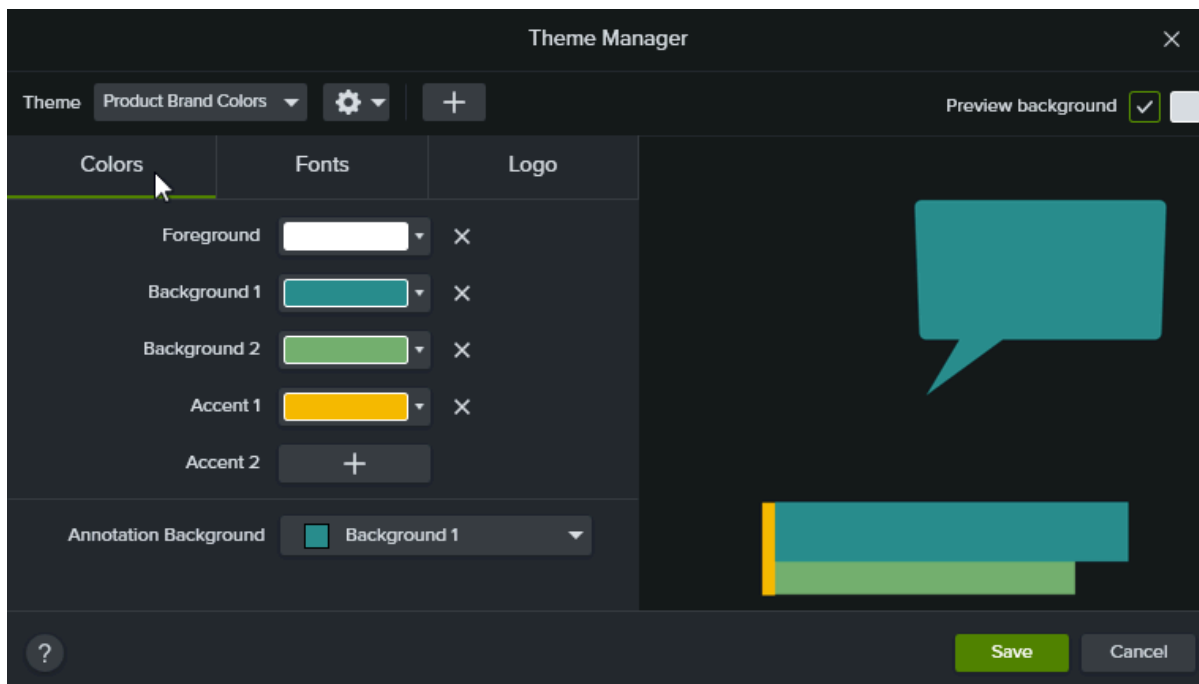 Theme Manager
Theme Product Brand Colors Preview background
Colors Fonts Logo
Foreground
Background 1
Background 2
Accent 1
Accent 2
Annotation Background Background 1
? Save Cancel